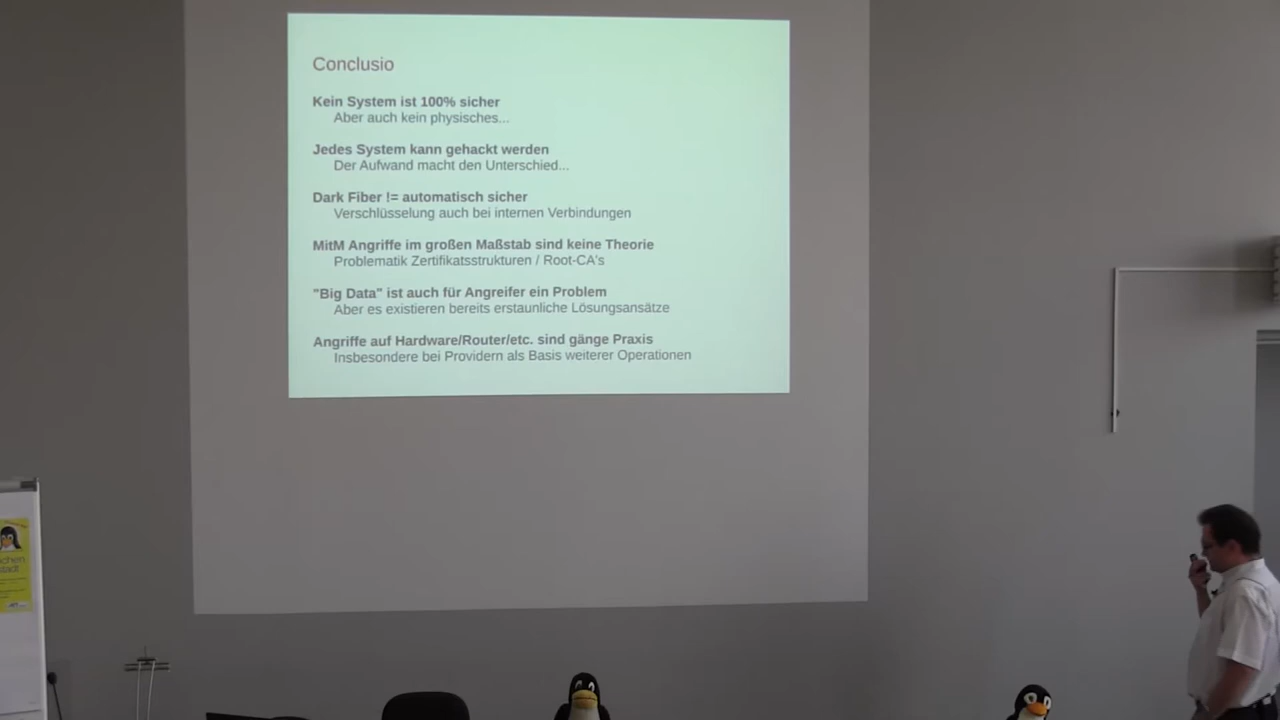 Conclusio
Kein System ist 100% sicher
Aber auch kein physisches...
Jedes System kann gehackt werden
Der Aufwand macht den Unterschied...
Dark Fiber != automatisch sicher
Verschlüsselung auch bei internen Verbindungen
MitM Angriffe im großen Maßstab sind keine Theorie
Problematik Zertifikatsstrukturen / Root-CA's
"Big Data" ist auch für Angreifer ein Problem
Aber es existieren bereits erstaunliche Lösungsansätze
Angriffe auf Hardware/Router/etc. sind gänge Praxis
Insbesondere bei Providern als Basis weiterer Operationen